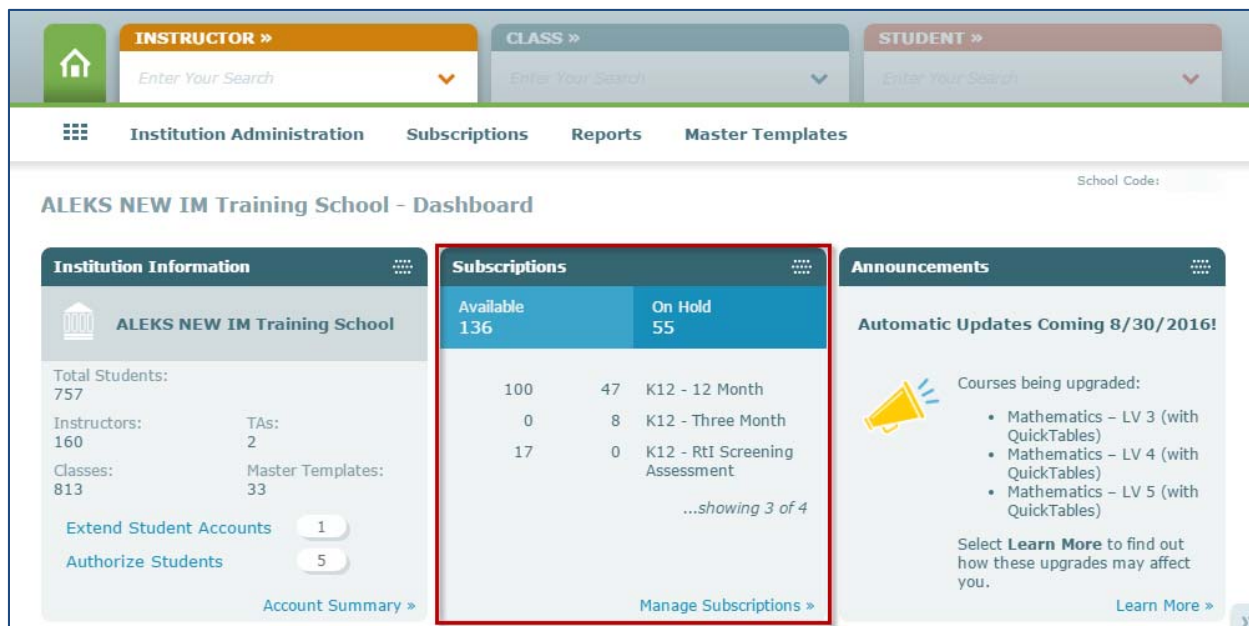 INSTRUCTOR »
CLASS »
STUDENT »
Enter Your Search
Enter Your Search
Enter Your Search
Institution Administration
Subscriptions
Reports
Master Templates
School Code:
ALEKS NEW IM Training School - Dashboard
Institution Information
ALEKS NEW IM Training School
Total Students:
757
Instructors:
TAs:
160
2
Classes:
Master Templates:
813
33
Extend Student Accounts 1
Authorize Students 5
Account Summary »
Subscriptions
Available
On Hold
136
55
100 47 K12 - 12 Month
0 8 K12 - Three Month
17 0 K12 - RtI Screening
Assessment
...showing 3 of 4
Manage Subscriptions »
Announcements
Automatic Updates Coming 8/30/2016!
Courses being upgraded:
• Mathematics – LV 3 (with
QuickTables)
• Mathematics – LV 4 (with
QuickTables)
• Mathematics – LV 5 (with
QuickTables)
Select Learn More to find out
how these upgrades may affect
you.
Learn More »